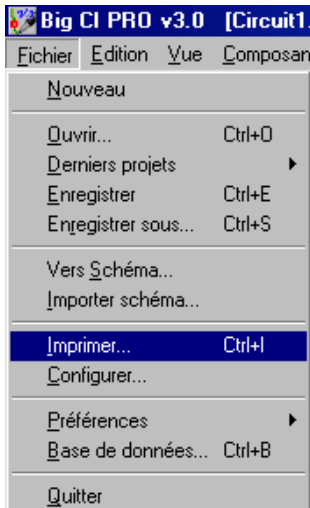 Big CI PRO v3.0 [Circuit1.
Fichier Edition Vue Composan
Nouveau
Ouvrir... Ctrl+O
Derniers projets
Enregistrer Ctrl+E
Enregistrer sous... Ctrl+S
Vers Schéma...
Importer schéma...
Imprimer... Ctrl+I
Configurer...
Préférences
Base de données... Ctrl+B
Quitter